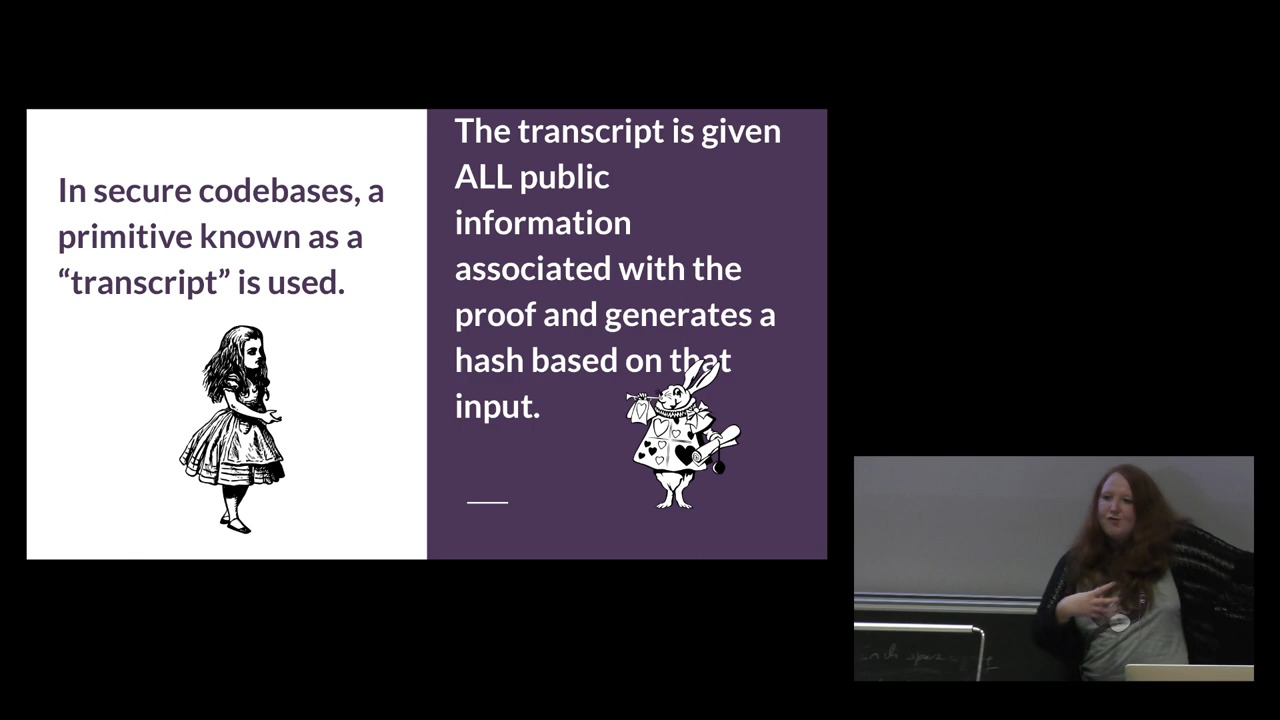 In secure codebases, a
primitive known as a
“transcript” is used.
The transcript is given
ALL public
information
associated with the
proof and generates a
hash based on that
input.